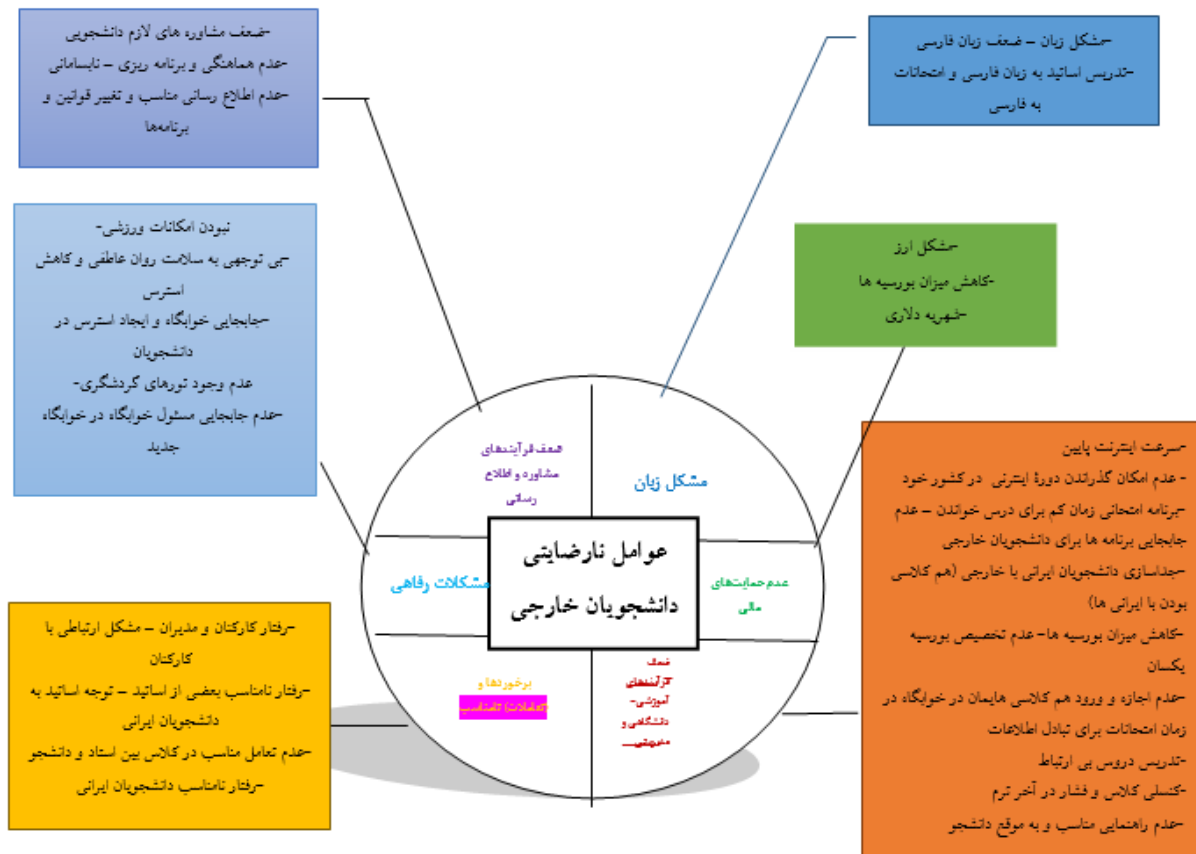 -مشکل زبان – ضعف زبان فارسی
-تدریس اساتید به زبان فارسی و امتحانات
به فارسی
-ضعف مشاوره های لازم دانشجویی
-عدم هماهنگی و برنامه ریزی – نابسامانی
-عدم اطلاع رسانی مناسب و تغییر قوانین و
برنامه‌ها
-مشکل ارز
-کاهش میزان بورسیه ها
-شهریه دلاری
نبودن امکانات ورزشی-
-بی توجهی به سلامت روان عاطفی و کاهش
استرس
-جابجایی خوابگاه و ایجاد استرس در
دانشجویان
عدم وجود تورهای گردشگری-
-عدم جابجایی مسئول خوابگاه در خوابگاه
جدید
مشکل زبان
ضعف فرآیندهای
مشاوره و اطلاع
رسانی
عوامل نارضایتی
دانشجویان خارجی
عدم حمایت‌های
مالی
مشکلات رفاهی
ضعف
فرآیندهای
آموزشی-
دانشگاهی و
مدیریتی
برخوردها و
(تعاملات) نامناسب
-سرعت اینترنت پایین
- عدم امکان گذراندن دورهٔ اینترنی در کشور خود
-برنامه امتحانی زمان کم برای درس خواندن – عدم
جابجایی برنامه ها برای دانشجویان خارجی
-جداسازی دانشجویان ایرانی با خارجی (هم کلاسی
بودن با ایرانی ها)
-کاهش میزان بورسیه ها- عدم تخصیص بورسیه
یکسان
-عدم اجازه و ورود هم کلاسی هایمان در خوابگاه در
زمان امتحانات برای تبادل اطلاعات
-تدریس دروس بی ارتباط
-کنسلی کلاس و فشار در آخر ترم
-عدم راهنمایی مناسب و به موقع دانشجو
-رفتار کارکنان و مدیران – مشکل ارتباطی با
کارکنان
-رفتار نامناسب بعضی از اساتید – توجه اساتید به
دانشجویان ایرانی
-عدم تعامل مناسب در کلاس بین استاد و دانشجو
-رفتار نامناسب دانشجویان ایرانی